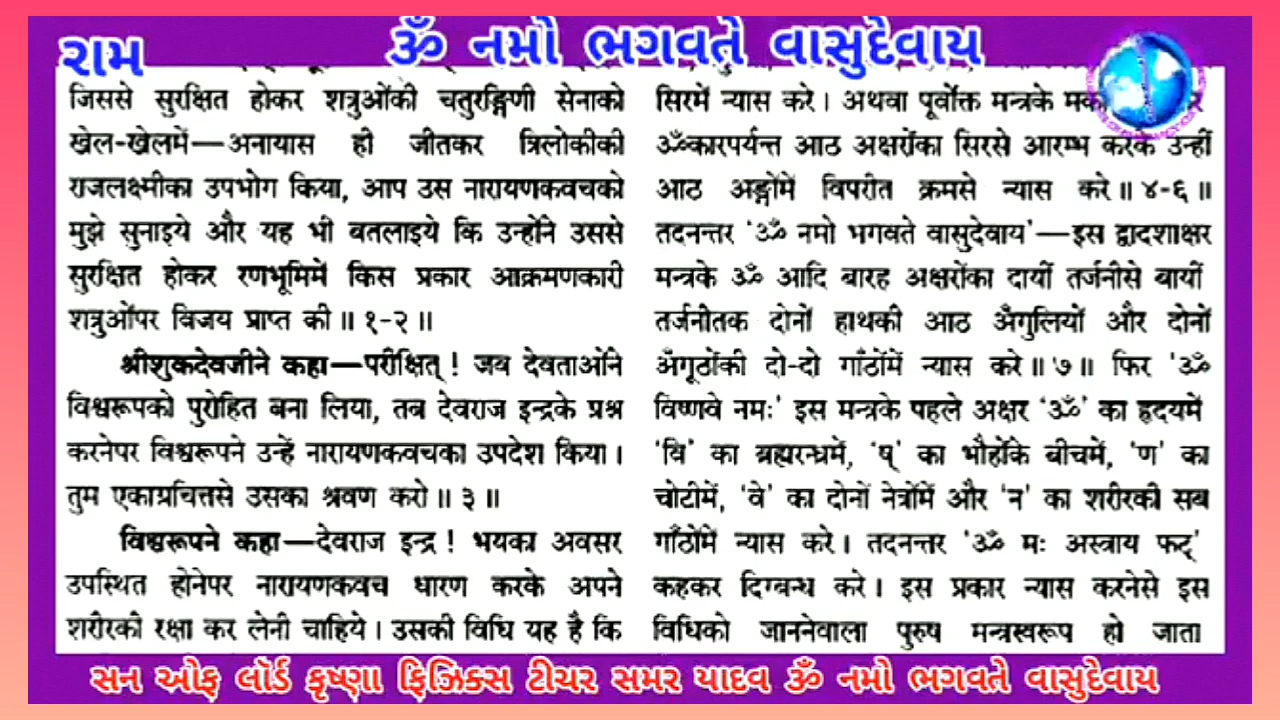 રામ
ॐ નમો ભગવતે વાસુદેવાય
जिससे सुरक्षित होकर शत्रुओंकी चतुरङ्गिणी सेनाको
खेल-खेलमें—अनायास ही जीतकर त्रिलोकीकी
राजलक्ष्मीका उपभोग किया, आप उस नारायणकवचको
मुझे सुनाइये और यह भी बतलाइये कि उन्होंने उससे
सुरक्षित होकर रणभूमिमें किस प्रकार आक्रमणकारी
शत्रुओंपर विजय प्राप्त की ॥ १-२ ॥
श्रीशुकदेवजीने कहा—परीक्षित् ! जब देवताओंने
विश्वरूपको पुरोहित बना लिया, तब देवराज इन्द्रके प्रश्न
करनेपर विश्वरूपने उन्हें नारायणकवचका उपदेश किया ।
तुम एकाग्रचित्तसे उसका श्रवण करो ॥ ३ ॥
विश्वरूपने कहा—देवराज इन्द्र ! भयका अवसर
उपस्थित होनेपर नारायणकवच धारण करके अपने
शरीरकी रक्षा कर लेनी चाहिये । उसकी विधि यह है कि
सिरमें न्यास करे । अथवा पूर्वोक्त मन्त्रके
ॐकारपर्यन्त आठ अक्षरोंका सिरसे आरम्भ करके उन्हीं
आठ अङ्गोंमें विपरीत क्रमसे न्यास करे ॥ ४-६ ॥
तदनन्तर ‘ॐ नमो भगवते वासुदेवाय’—इस द्वादशाक्षर
मन्त्रके ॐ आदि बारह अक्षरोंका दायीं तर्जनीसे बायीं
तर्जनीतक दोनों हाथकी आठ अँगुलियों और दोनों
अँगूठोंकी दो-दो गाँठोंमें न्यास करे ॥ ७ ॥ फिर ‘ॐ
विष्णवे नमः’ इस मन्त्रके पहले अक्षर ‘ॐ’ का हृदयमें
‘वि’ का ब्रह्मरन्ध्रमें, ‘ष्’ का भौहोंके बीचमें, ‘ण’ का
चोटीमें, ‘वे’ का दोनों नेत्रोंमें और ‘न’ का शरीरकी सब
गाँठोंमें न्यास करे । तदनन्तर ‘ॐ मः अस्त्राय फट्’
कहकर दिग्बन्ध करे । इस प्रकार न्यास करनेसे इस
विधिको जाननेवाला पुरुष मन्त्रस्वरूप हो जाता
સન ઓફ લૉર્ડ કૃષ્ણા ફિઝિક્સ ટીચર સમર યાદવ ૐ નમો ભગવતે વાસુદેવાય